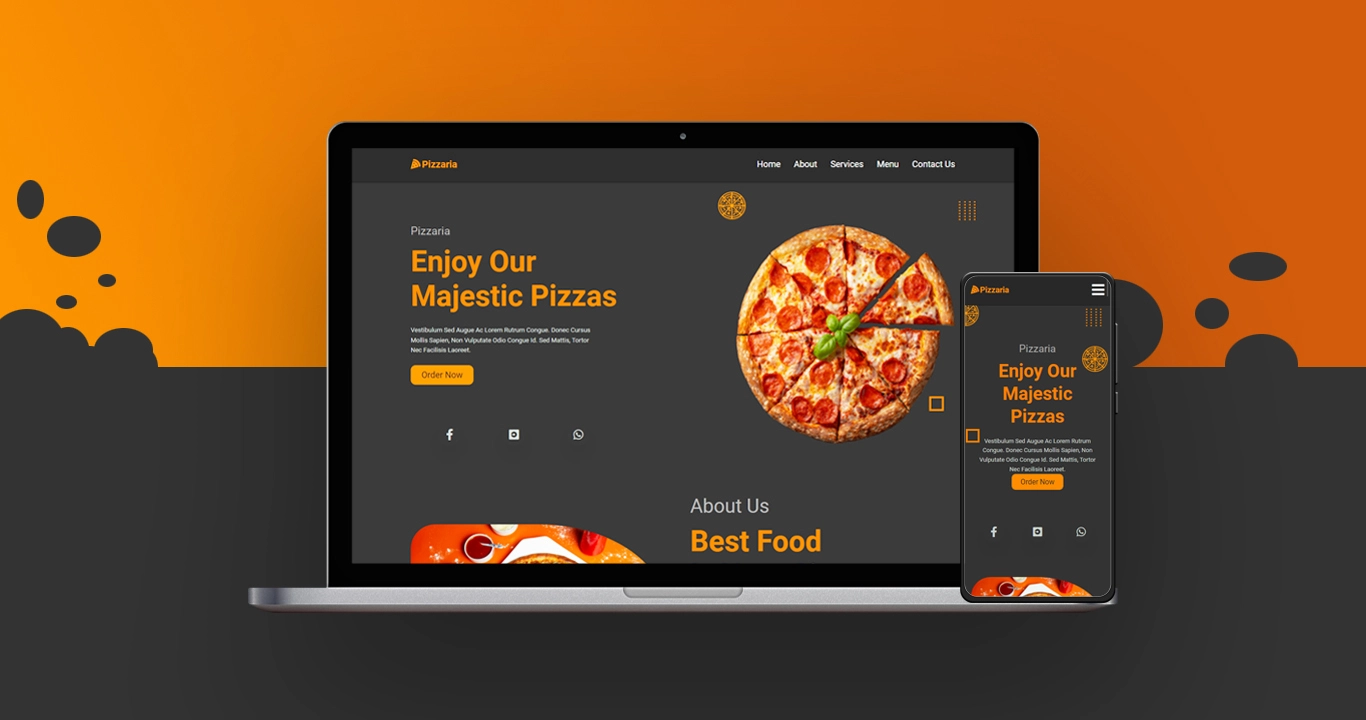 Pizzaria
Home About Services Menu Contact Us
Pizzaria
Enjoy Our
Majestic Pizzas
Vestibulum Sed Augue Ac Lorem Rutrum Congue. Donec Cursus
Mollis Sapien, Non Vulputate Odio Congue Id. Sed Mattis, Tortor
Nec Facilisis Laoreet.
Order Now
About Us
Best Food
Pizzaria
Pizzaria
Enjoy Our
Majestic
Pizzas
Vestibulum Sed Augue Ac Lorem Rutrum
Congue. Donec Cursus Mollis Sapien, Non
Vulputate Odio Congue Id. Sed Mattis, Tortor
Nec Facilisis Laoreet.
Order Now